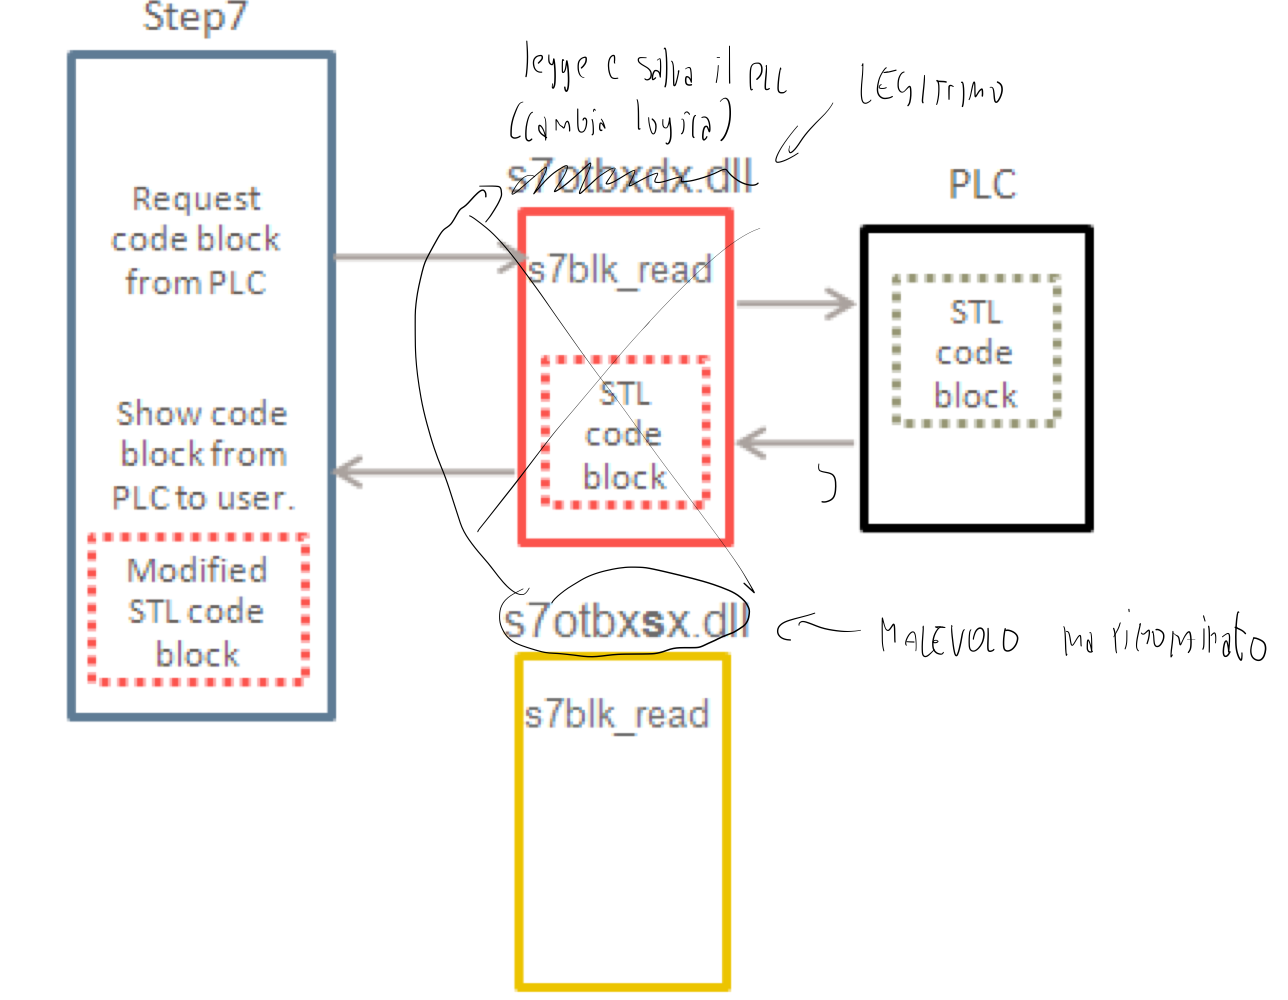 Step7
legge e salva il PLC
(cambia logica)
LEGITTIMO
s7otbxdx.dll
PLC
Request
code block
from PLC
s7blk_read
STL
code
block
STL
code
block
Show code
block from
PLC to user.
Modified
STL code
block
s7otbxsx.dll
MALEVOLO ma rinominato
s7blk_read